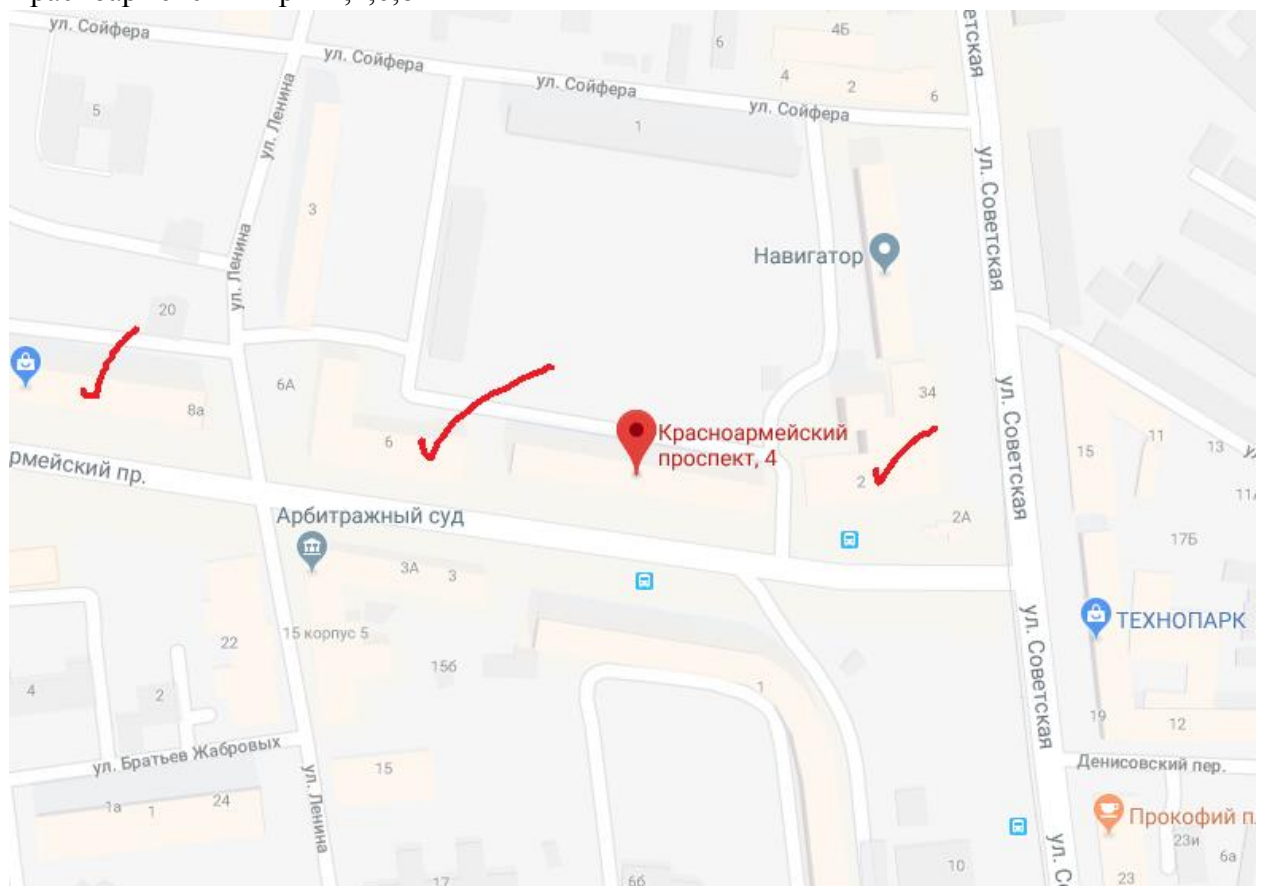 ул. Сойфера
ул. Сойфера
ул. Сойфера
ул. Сойфера
6
4Б
4
2
6
5
1
3
ул. Ленина
ул. Ленина
ул. Советская
ул. Советская
Навигатор
20
8а
6А
6
34
Красноармейский
проспект, 4
2
2А
15
11
13
17Б
рмейский пр.
Арбитражный суд
3А
3
15 корпус 5
22
15б
4
2
1
ул. Советская
ТЕХНОПАРК
19
12
ул. Братьев Жабровых
Денисовский пер.
15
1а
1
24
ул. Ленина
Прокофий
23и
6а
10
17
66
23